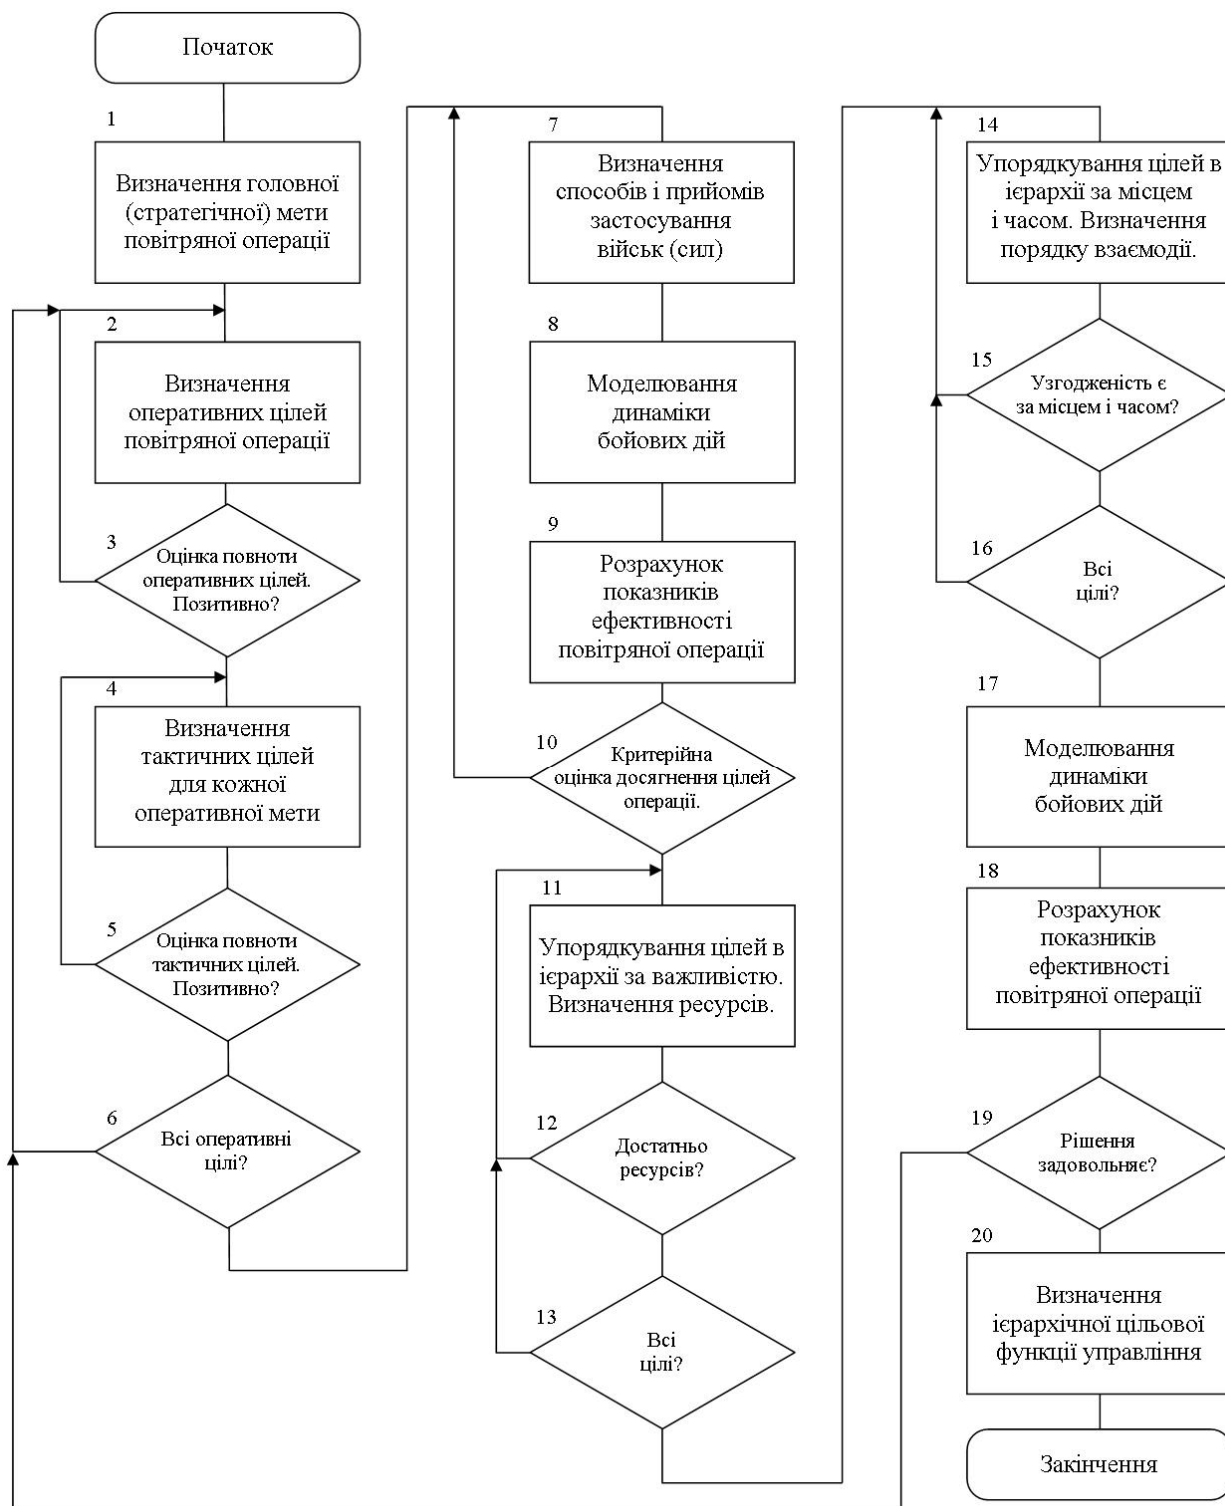 Початок
1
Визначення головної
(стратегічної) мети
повітряної операції
2
Визначення
оперативних цілей
повітряної операції
3
Оцінка повноти
оперативних цілей.
Позитивно?
4
Визначення
тактичних цілей
для кожної
оперативної мети
5
Оцінка повноти
тактичних цілей.
Позитивно?
6
Всі оперативні
цілі?
7
Визначення
способів і прийомів
застосування
військ (сил)
8
Моделювання
динаміки
бойових дій
9
Розрахунок
показників
ефективності
повітряної операції
10
Критерійна
оцінка досягнення цілей
операції.
11
Упорядкування цілей в
ієрархії за важливістю.
Визначення ресурсів.
12
Достатньо
ресурсів?
13
Всі
цілі?
14
Упорядкування цілей в
ієрархії за місцем
і часом. Визначення
порядку взаємодії.
15
Узгодженість є
за місцем і часом?
16
Всі
цілі?
17
Моделювання
динаміки
бойових дій
18
Розрахунок
показників
ефективності
повітряної операції
19
Рішення
задовольняє?
20
Визначення
ієрархічної цільової
функції управління
Закінчення